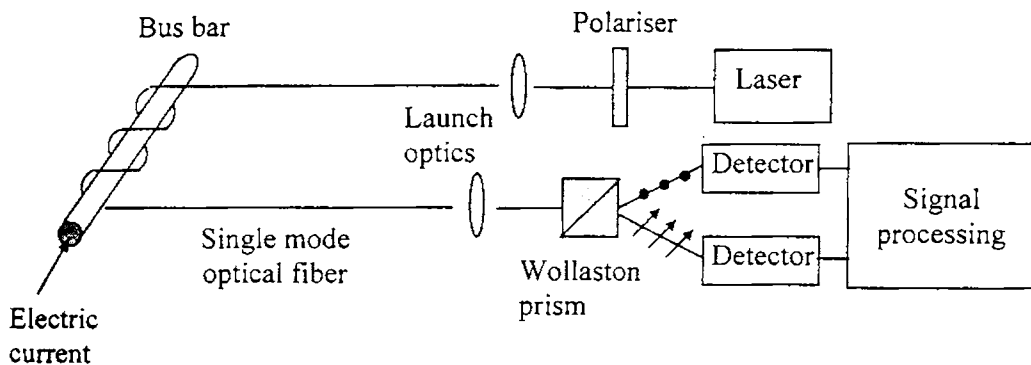 Bus bar
Polariser
Laser
Launch
optics
Detector
Signal
processing
Single mode
optical fiber
Wollaston
prism
Detector
Electric
current